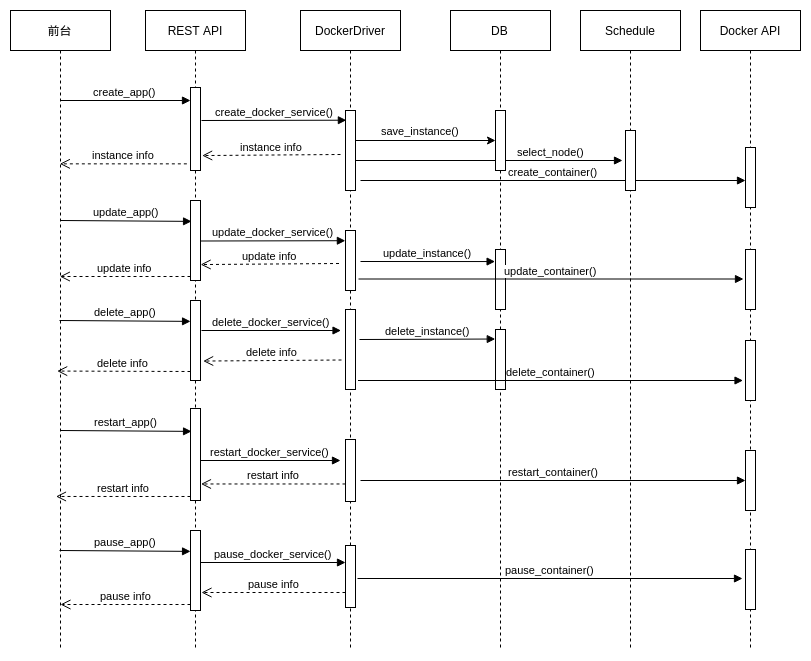 前台
REST API
DockerDriver
DB
Schedule
Docker API
create_app()
create_docker_service()
save_instance()
instance info
instance info
select_node()
create_container()
update_app()
update_docker_service()
update_instance()
update info
update info
update_container()
delete_app()
delete_docker_service()
delete_instance()
delete info
delete info
delete_container()
restart_app()
restart_docker_service()
restart info
restart info
restart_container()
pause_app()
pause_docker_service()
pause_container()
pause info
pause info